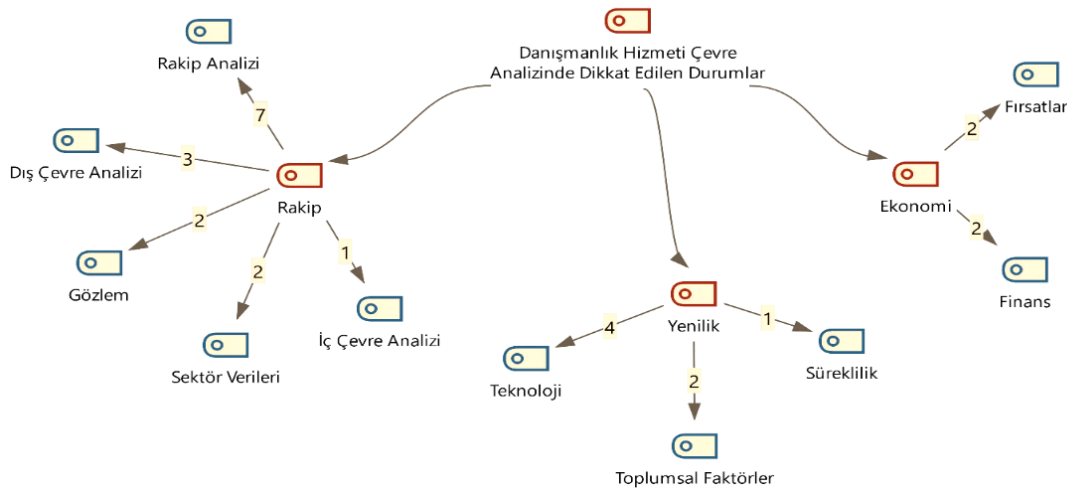 Danışmanlık Hizmeti Çevre
Analizinde Dikkat Edilen Durumlar
Rakip Analizi
7
Dış Çevre Analizi
3
Rakip
Gözlem
2
Sektör Verileri
2
İç Çevre Analizi
1
Yenilik
Teknoloji
4
Toplumsal Faktörler
2
Süreklilik
1
Ekonomi
Fırsatlar
2
Finans
2